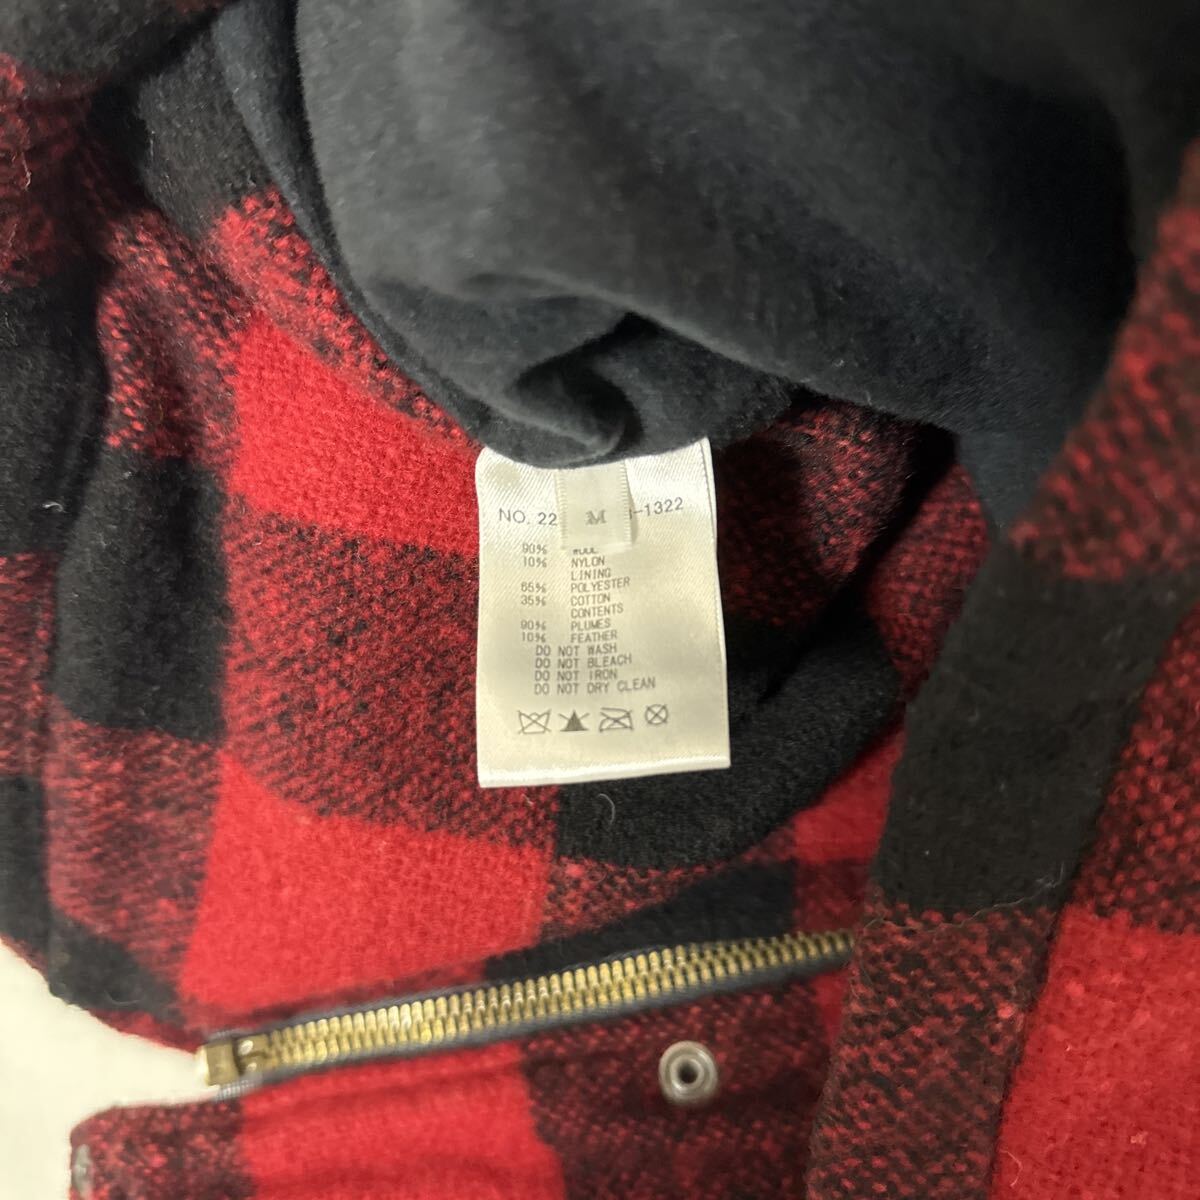 NO. 22 M -1322
90% WOOL
10% NYLON
LINING
65% POLYESTER
35% COTTON
CONTENTS
90% PLUMES
10% FEATHER
DO NOT WASH
DO NOT BLEACH
DO NOT IRON
DO NOT DRY CLEAN